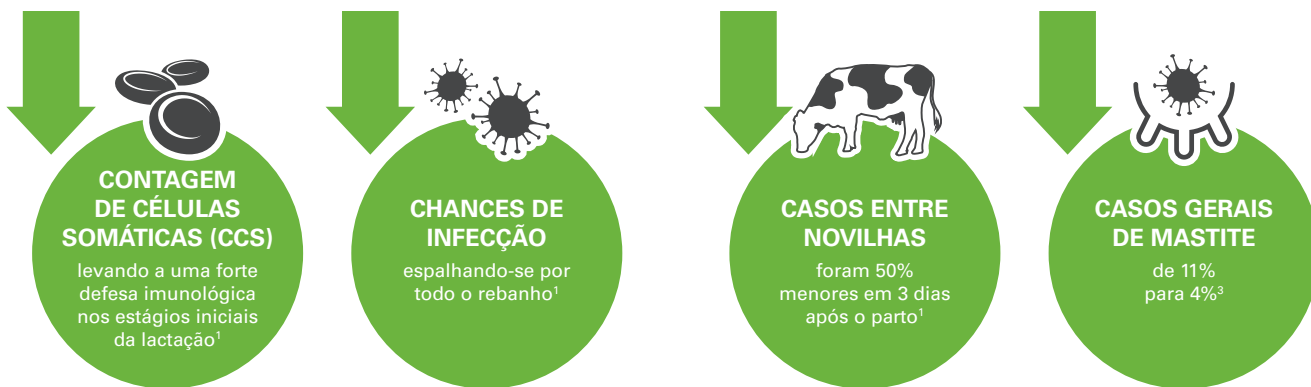 CONTAGEM
DE CÉLULAS
SOMÁTICAS (CCS)
levando a uma forte
defesa imunológica
nos estágios iniciais
da lactação¹
CHANCES DE
INFECÇÃO
espalhando-se por
todo o rebanho¹
CASOS ENTRE
NOVILHAS
foram 50%
menores em 3 dias
após o parto¹
CASOS GERAIS
DE MASTITE
de 11%
para 4%³